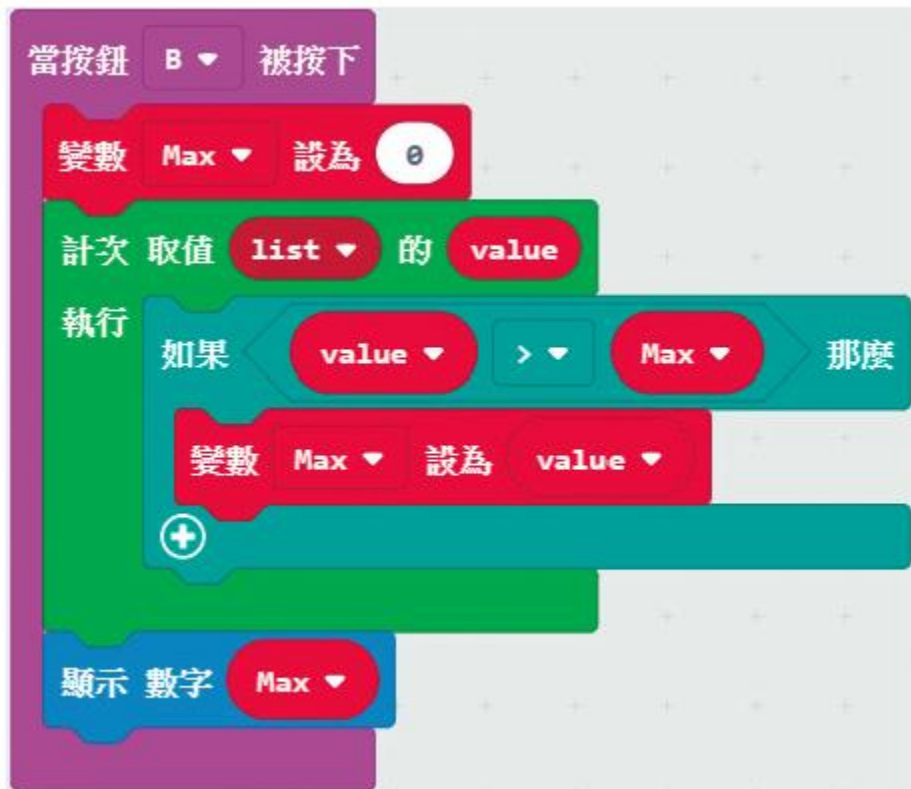 當按鈕 B 被按下
變數 Max 設為 0
計次 取值 list 的 value
執行
如果 value > Max 那麼
變數 Max 設為 value
顯示 數字 Max